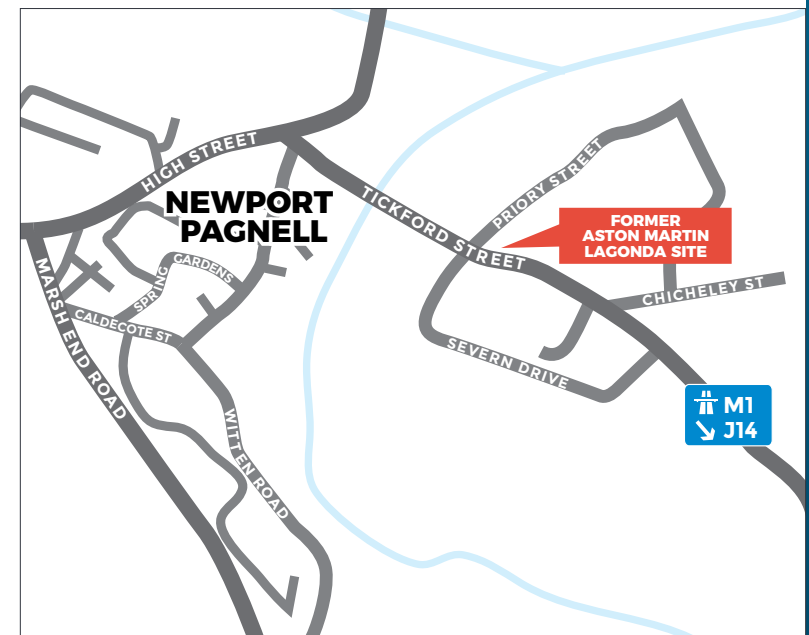 HIGH STREET
NEWPORT
PAGNELL
TICKFORD STREET
PRIORY STREET
FORMER
ASTON MARTIN
LAGONDA SITE
MARSH END ROAD
SPRING
GARDENS
CALDECOTE ST
CHICHELEY ST
SEVERN DRIVE
WITTEN ROAD
M1
J14